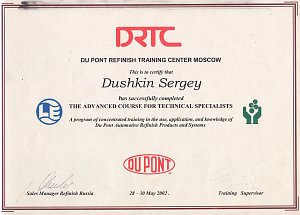 DRTC
DU PONT REFINISH TRAINING CENTER MOSCOW
This is to certify that
Dushkin Sergey
has successfully completed
THE ADVANCED COURSE FOR TECHNICAL SPECIALISTS
A program of concentrated training in the use, application, and knowledge of
Du Pont Automotive Refinish Products and Systems
DU PONT
Sales Manager Refinish Russia
28 - 30 May 2002.
Training Supervisor